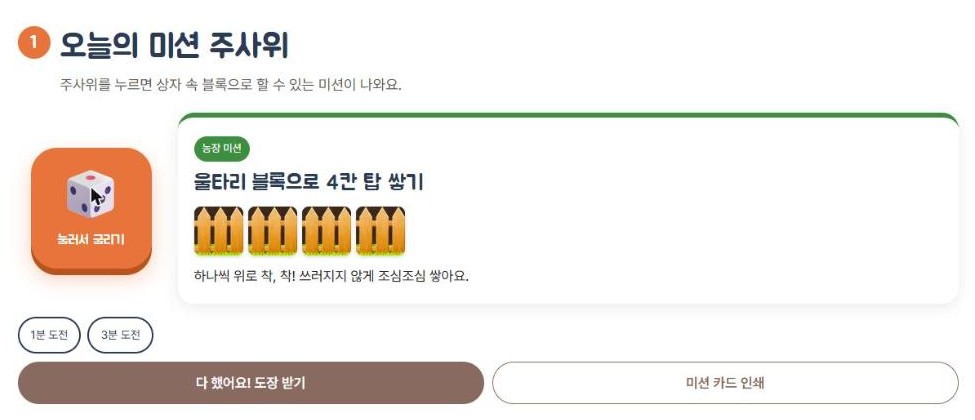 1 오늘의 미션 주사위
주사위를 누르면 상자 속 블록으로 할 수 있는 미션이 나와요.
농장 미션
울타리 블록으로 4칸 탑 쌓기
눌러서 굴리기
하나씩 위로 착, 착! 쓰러지지 않게 조심조심 쌓아요.
1분 도전 3분 도전
다 했어요! 도장 받기 미션 카드 인쇄